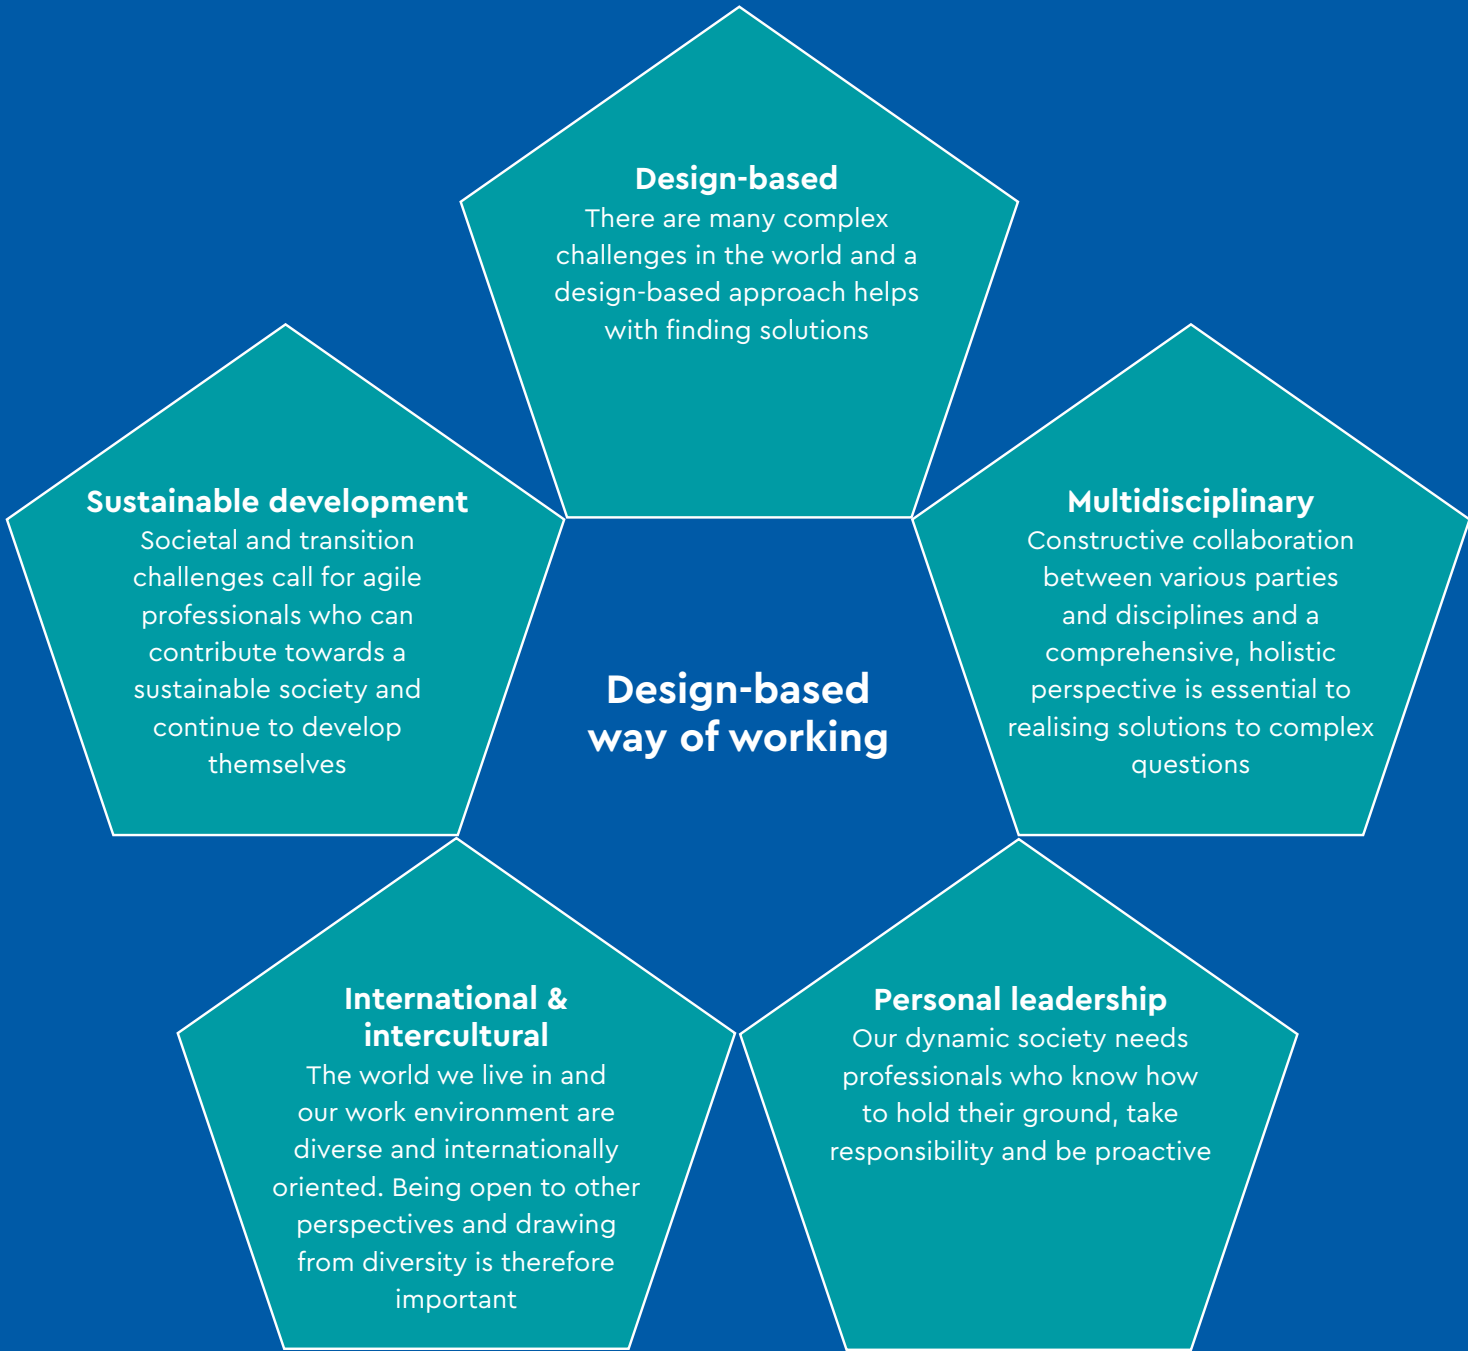 Design-based
There are many complex
challenges in the world and a
design-based approach helps
with finding solutions
Sustainable development
Societal and transition
challenges call for agile
professionals who can
contribute towards a
sustainable society and
continue to develop
themselves
Design-based
way of working
Multidisciplinary
Constructive collaboration
between various parties
and disciplines and a
comprehensive, holistic
perspective is essential to
realising solutions to complex
questions
International &
intercultural
The world we live in and
our work environment are
diverse and internationally
oriented. Being open to other
perspectives and drawing
from diversity is therefore
important
Personal leadership
Our dynamic society needs
professionals who know how
to hold their ground, take
responsibility and be proactive